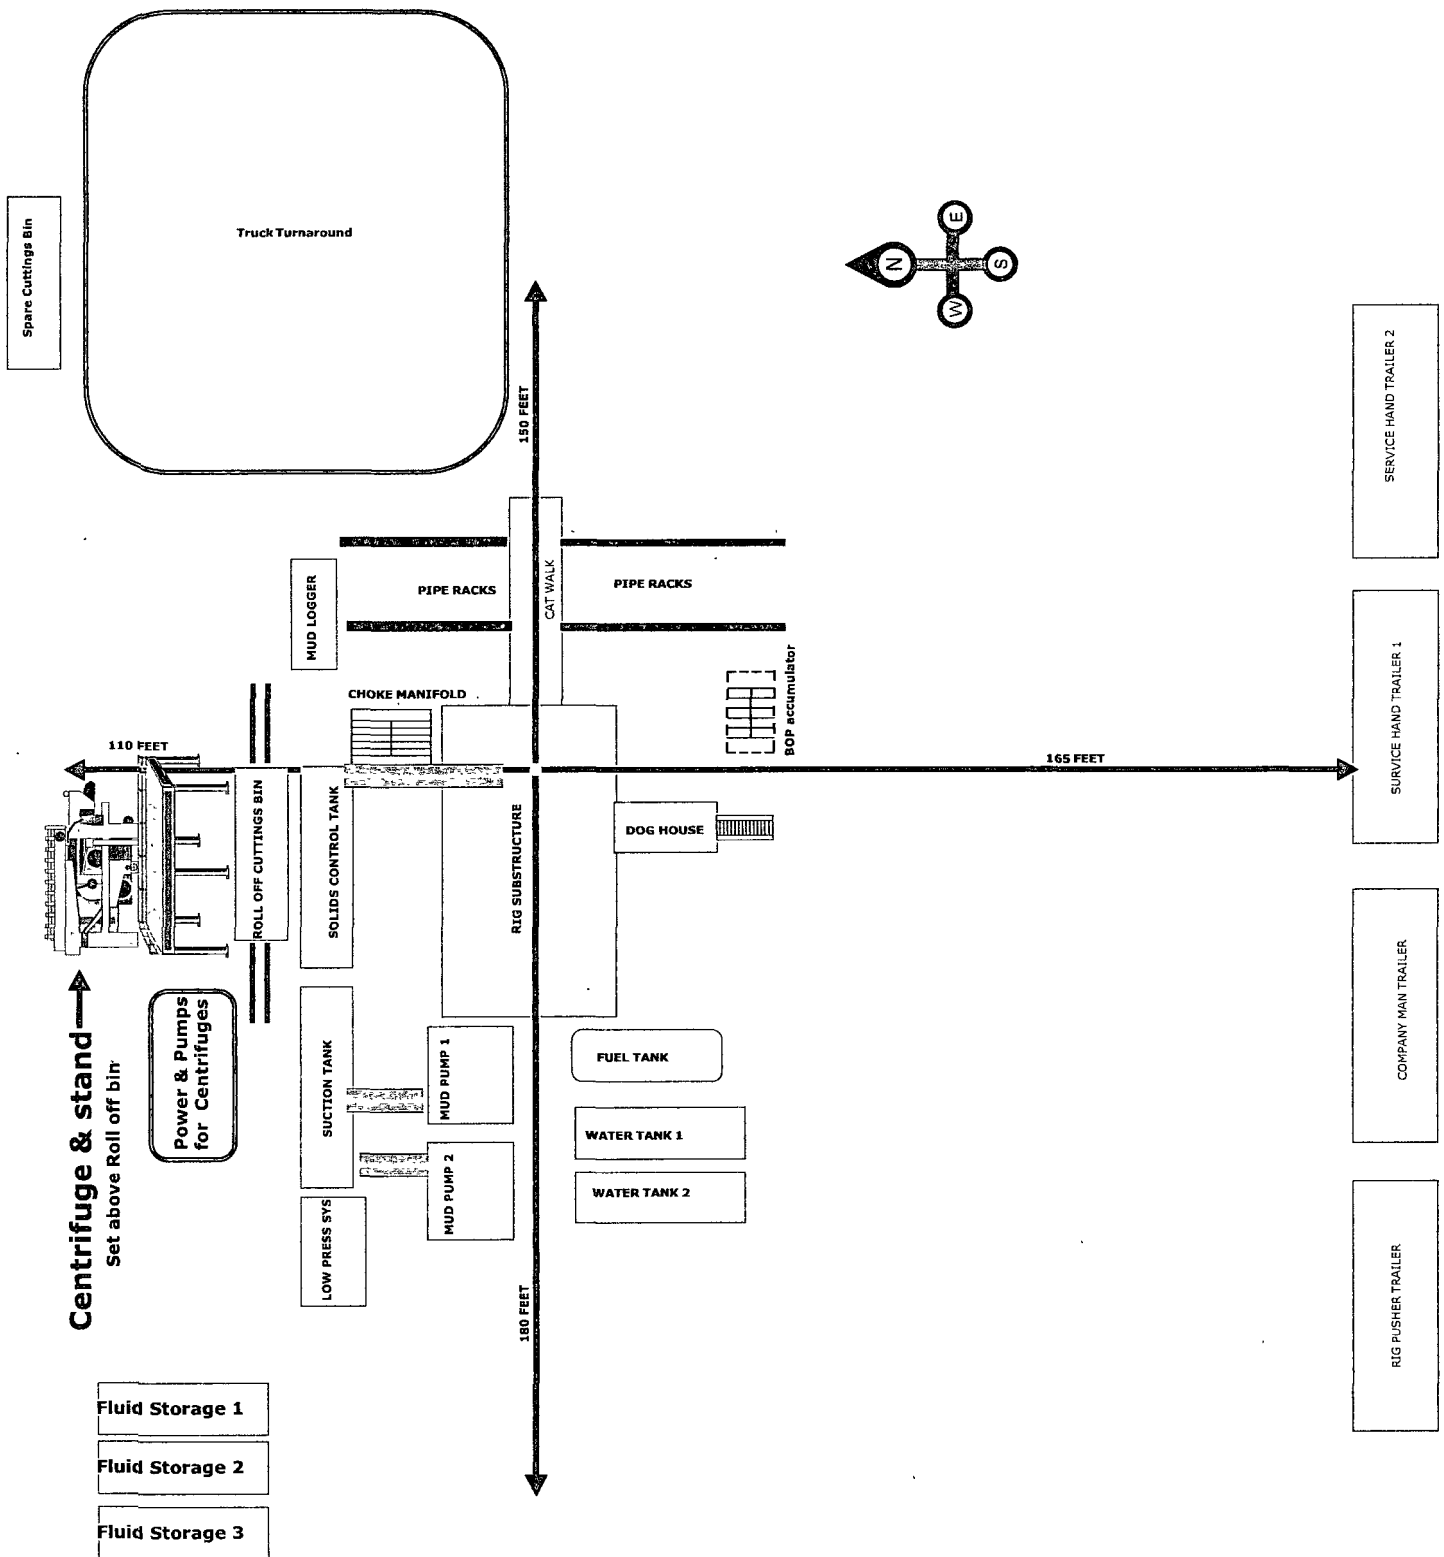 Truck Turnaround
Spare Cuttings Bin
N
E
S
W
150 FEET
SERVICE HAND TRAILER 2
MUD LOGGER
PIPE RACKS
CAT WALK
PIPE RACKS
CHOKE MANIFOLD
BOP accumulator
SURVICE HAND TRAILER 1
110 FEET
165 FEET
ROLL OFF CUTTINGS BIN
SOLIDS CONTROL TANK
RIG SUBSTRUCTURE
DOG HOUSE
Centrifuge & stand
Set above Roll off bin
Power & Pumps
for Centrifuges
SUCTION TANK
MUD PUMP 1
FUEL TANK
COMPANY MAN TRAILER
WATER TANK 1
MUD PUMP 2
WATER TANK 2
LOW PRESS SYS
180 FEET
RIG PUSHER TRAILER
Fluid Storage 1
Fluid Storage 2
Fluid Storage 3